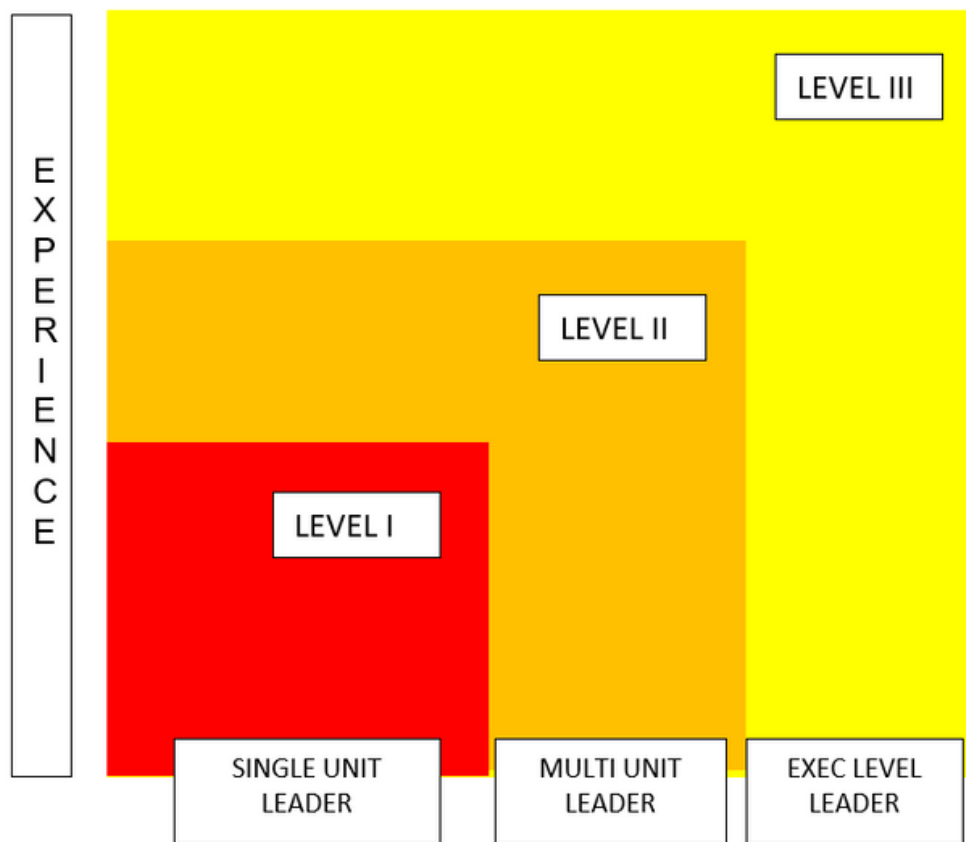 EXPERIENCE
LEVEL III
LEVEL II
LEVEL I
SINGLE UNIT
LEADER
MULTI UNIT
LEADER
EXEC LEVEL
LEADER